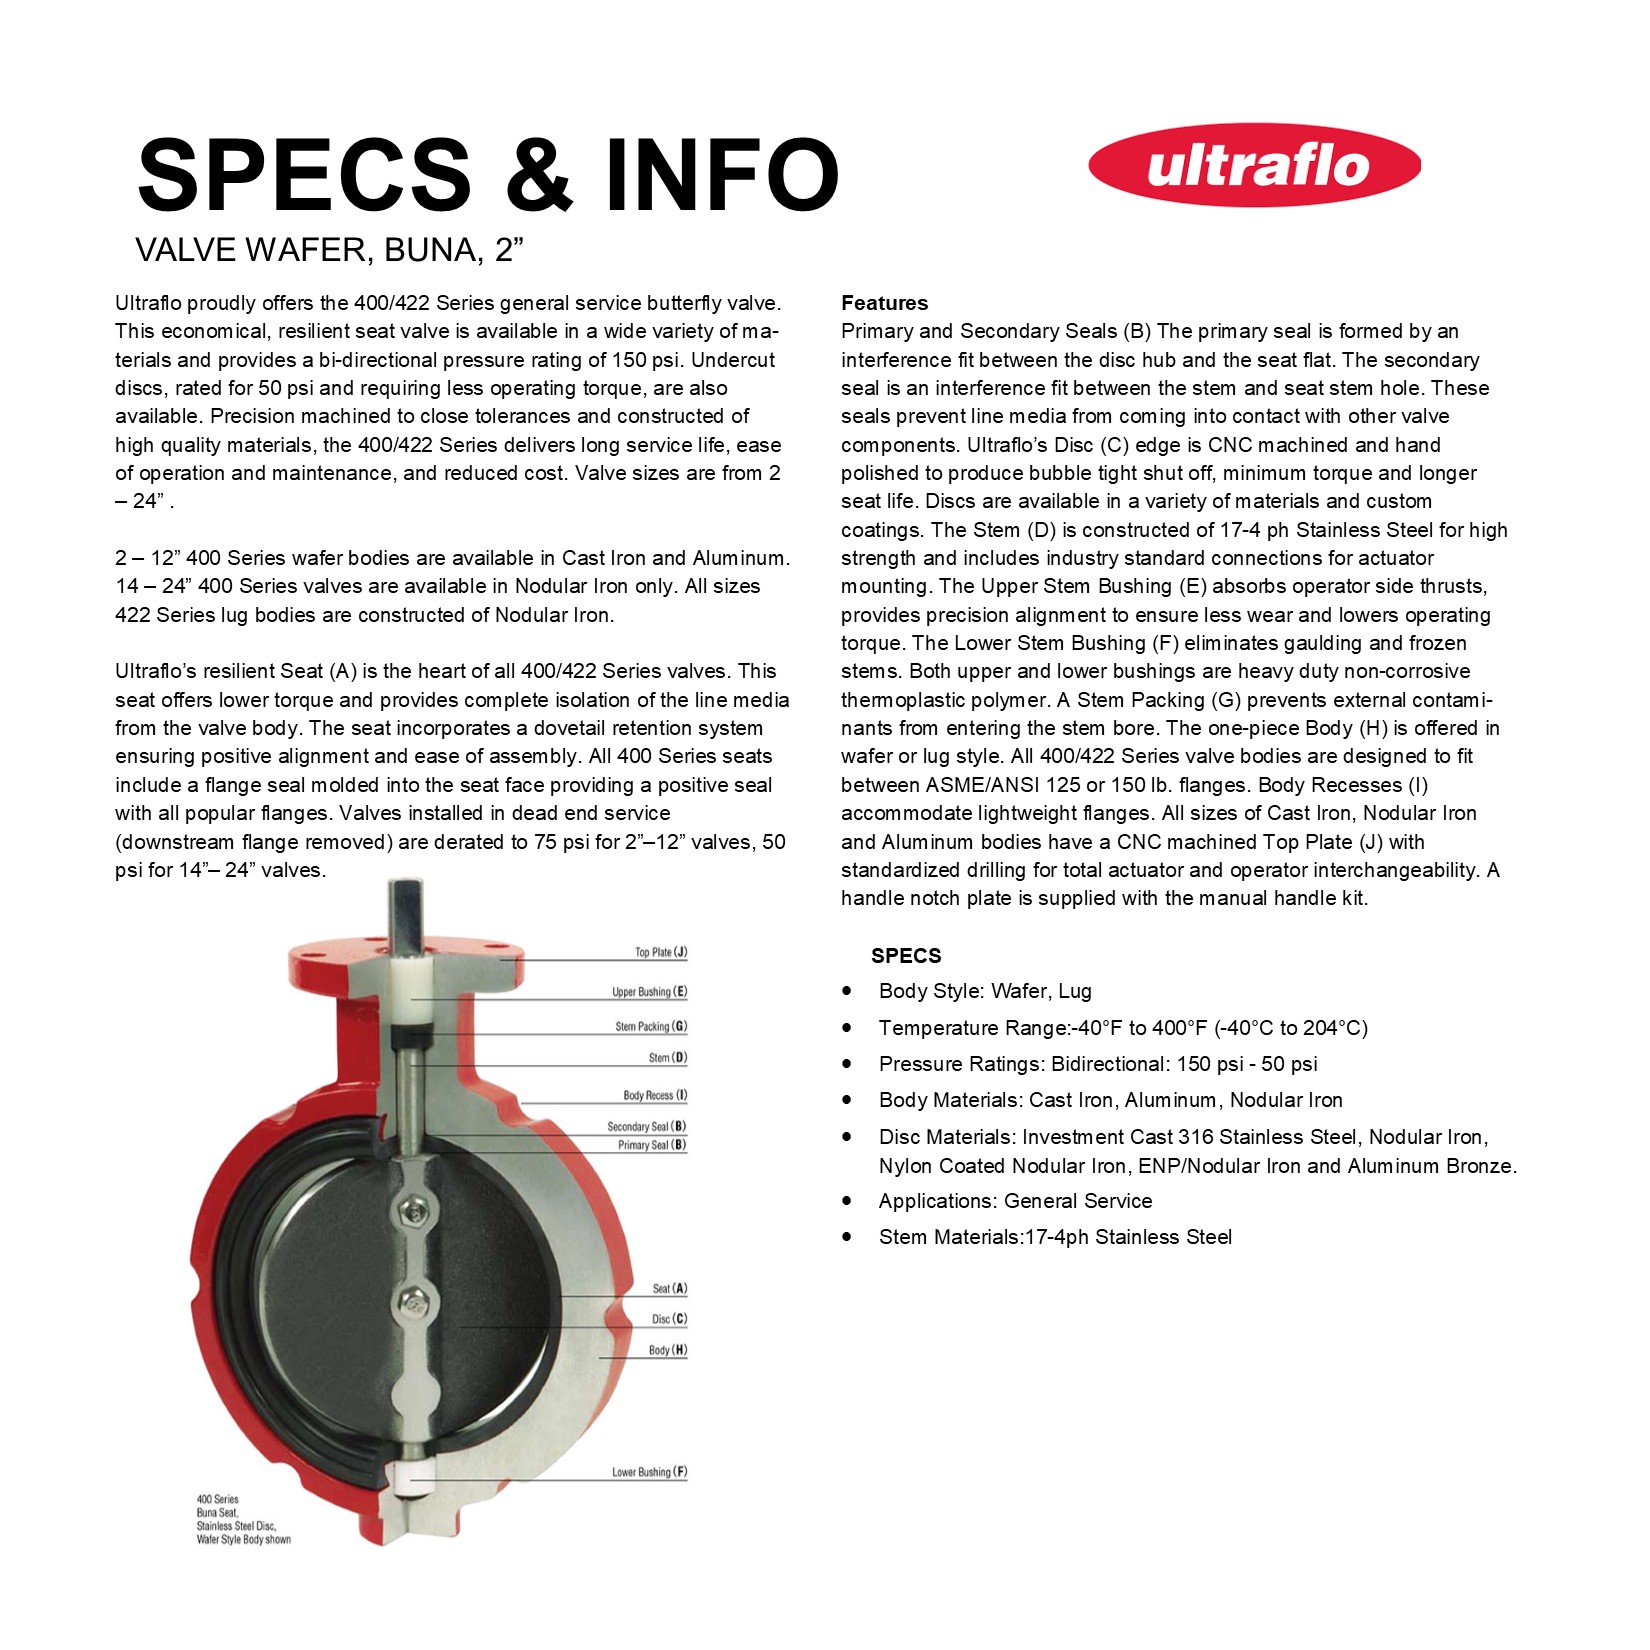 SPECS & INFO
ultraflo
VALVE WAFER, BUNA, 2”
Ultraflo proudly offers the 400/422 Series general service butterfly valve.
This economical, resilient seat valve is available in a wide variety of ma-
terials and provides a bi-directional pressure rating of 150 psi. Undercut
discs, rated for 50 psi and requiring less operating torque, are also
available. Precision machined to close tolerances and constructed of
high quality materials, the 400/422 Series delivers long service life, ease
of operation and maintenance, and reduced cost. Valve sizes are from 2
– 24” .
2 – 12” 400 Series wafer bodies are available in Cast Iron and Aluminum.
14 – 24” 400 Series valves are available in Nodular Iron only. All sizes
422 Series lug bodies are constructed of Nodular Iron.
Ultraflo’s resilient Seat (A) is the heart of all 400/422 Series valves. This
seat offers lower torque and provides complete isolation of the line media
from the valve body. The seat incorporates a dovetail retention system
ensuring positive alignment and ease of assembly. All 400 Series seats
include a flange seal molded into the seat face providing a positive seal
with all popular flanges. Valves installed in dead end service
(downstream flange removed) are derated to 75 psi for 2”–12” valves, 50
psi for 14”– 24” valves.
Top Plate (J)
Upper Bushing (E)
Stem Packing (G)
Stem (D)
Body Recess (I)
Secondary Seal (B)
Primary Seal (B)
Seat (A)
Disc (C)
Body (H)
Lower Bushing (F)
400 Series
Buna Seat,
Stainless Steel Disc,
Wafer Style Body shown
Features
Primary and Secondary Seals (B) The primary seal is formed by an
interference fit between the disc hub and the seat flat. The secondary
seal is an interference fit between the stem and seat stem hole. These
seals prevent line media from coming into contact with other valve
components. Ultraflo’s Disc (C) edge is CNC machined and hand
polished to produce bubble tight shut off, minimum torque and longer
seat life. Discs are available in a variety of materials and custom
coatings. The Stem (D) is constructed of 17-4 ph Stainless Steel for high
strength and includes industry standard connections for actuator
mounting. The Upper Stem Bushing (E) absorbs operator side thrusts,
provides precision alignment to ensure less wear and lowers operating
torque. The Lower Stem Bushing (F) eliminates gaulding and frozen
stems. Both upper and lower bushings are heavy duty non-corrosive
thermoplastic polymer. A Stem Packing (G) prevents external contami-
nants from entering the stem bore. The one-piece Body (H) is offered in
wafer or lug style. All 400/422 Series valve bodies are designed to fit
between ASME/ANSI 125 or 150 lb. flanges. Body Recesses (I)
accommodate lightweight flanges. All sizes of Cast Iron, Nodular Iron
and Aluminum bodies have a CNC machined Top Plate (J) with
standardized drilling for total actuator and operator interchangeability. A
handle notch plate is supplied with the manual handle kit.
SPECS
• Body Style: Wafer, Lug
• Temperature Range:-40°F to 400°F (-40°C to 204°C)
• Pressure Ratings: Bidirectional: 150 psi - 50 psi
• Body Materials: Cast Iron, Aluminum, Nodular Iron
• Disc Materials: Investment Cast 316 Stainless Steel, Nodular Iron,
Nylon Coated Nodular Iron, ENP/Nodular Iron and Aluminum Bronze.
• Applications: General Service
• Stem Materials:17-4ph Stainless Steel